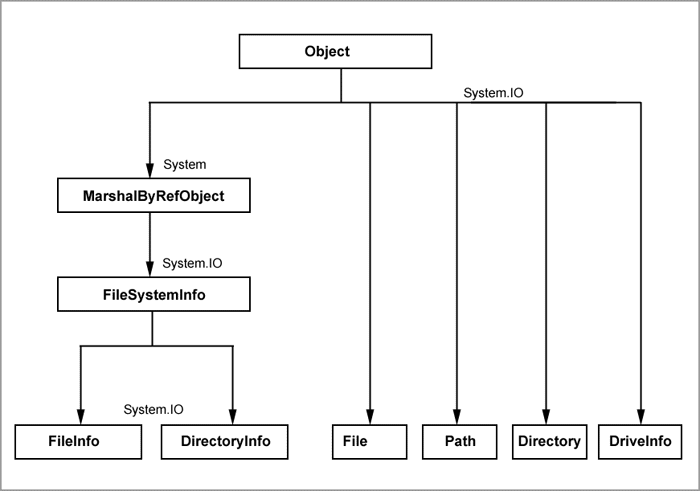 Object
System.IO
System
MarshalByRefObject
System.IO
FileSystemInfo
System.IO
FileInfo
DirectoryInfo
File
Path
Directory
DriveInfo